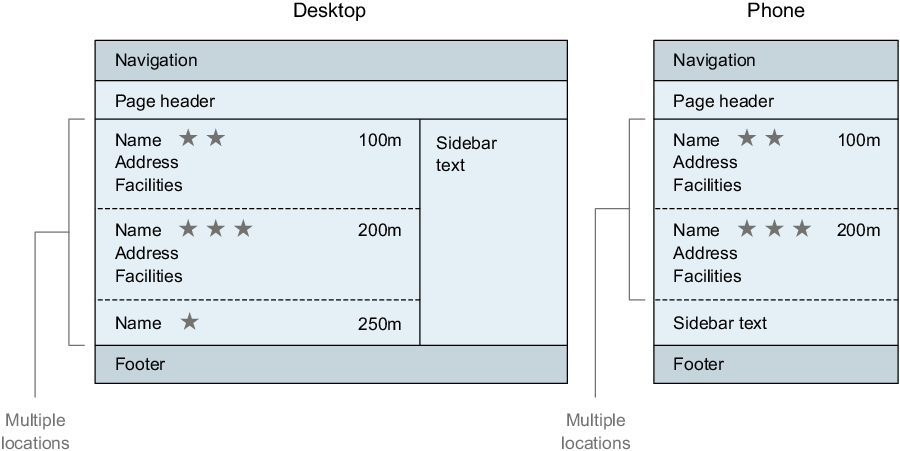 Desktop
Navigation
Page header
Name ★ ★ 100m
Address
Facilities
Name ★ ★ ★ 200m
Address
Facilities
Name ★ 250m
Sidebar
text
Footer
Multiple
locations
Phone
Navigation
Page header
Name ★ ★ 100m
Address
Facilities
Name ★ ★ ★ 200m
Address
Facilities
Sidebar text
Footer
Multiple
locations